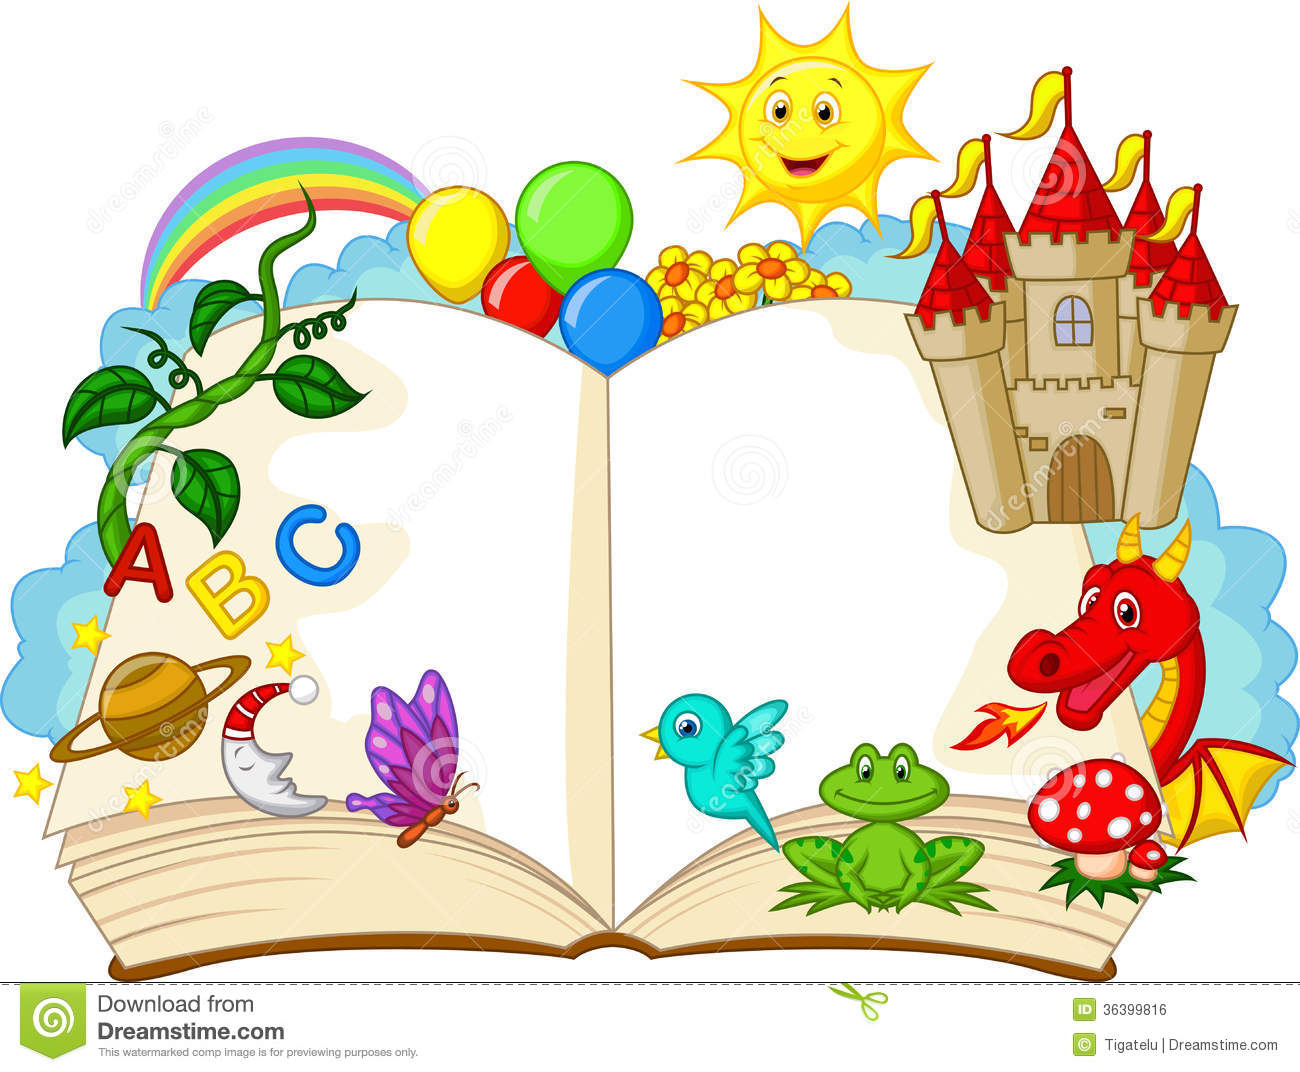 A
B
C
Download from
Dreamstime.com
This watermarked comp image is for previewing purposes only.
ID 36399816
© Tigatelu | Dreamstime.com